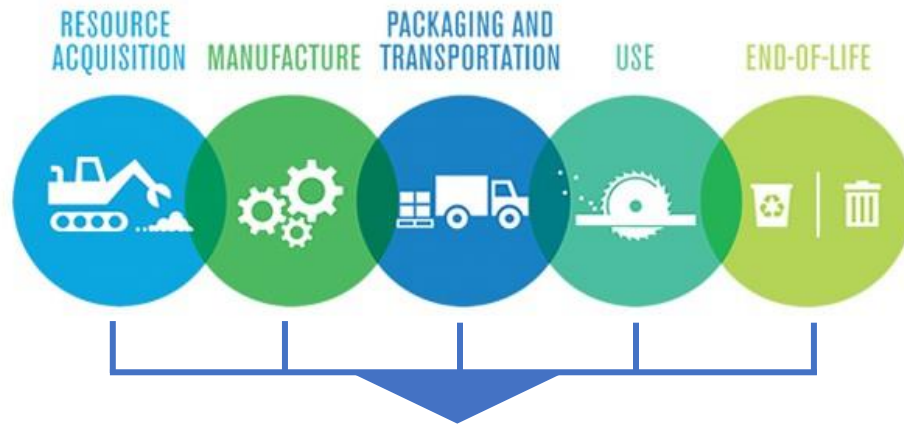 RESOURCE
ACQUISITION
MANUFACTURE
PACKAGING AND
TRANSPORTATION
USE
END-OF-LIFE